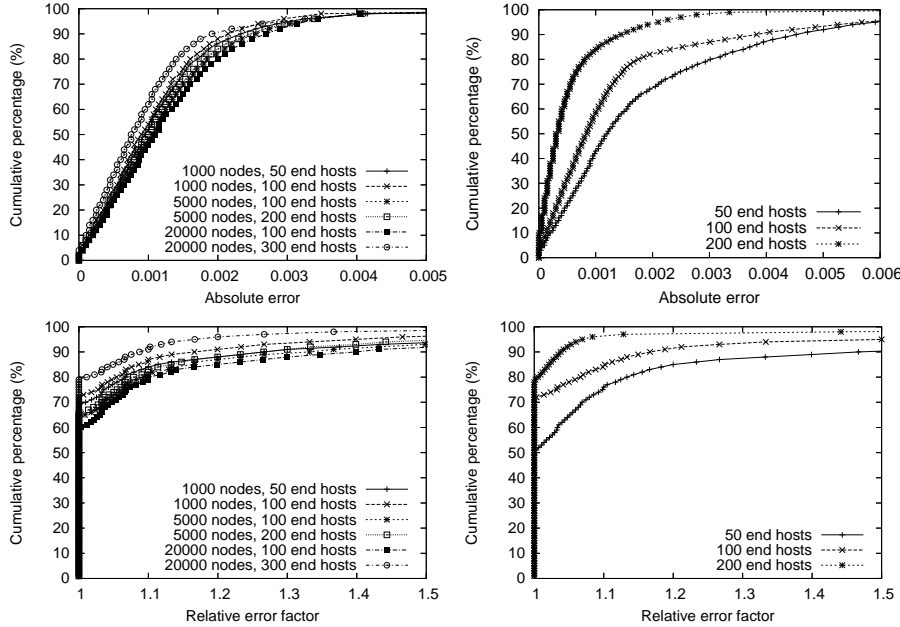 100
90
80
70
60
50
40
30
20
10
0
Cumulative percentage (%)
1000 nodes, 50 end hosts
1000 nodes, 100 end hosts
5000 nodes, 100 end hosts
5000 nodes, 200 end hosts
20000 nodes, 100 end hosts
20000 nodes, 300 end hosts
0 0.001 0.002 0.003 0.004 0.005
Absolute error
100
90
80
70
60
50
40
30
20
10
0
Cumulative percentage (%)
50 end hosts
100 end hosts
200 end hosts
0 0.001 0.002 0.003 0.004 0.005 0.006
Absolute error
100
90
80
70
60
50
40
30
20
10
0
Cumulative percentage (%)
1000 nodes, 50 end hosts
1000 nodes, 100 end hosts
5000 nodes, 100 end hosts
5000 nodes, 200 end hosts
20000 nodes, 100 end hosts
20000 nodes, 300 end hosts
1 1.1 1.2 1.3 1.4 1.5
Relative error factor
100
90
80
70
60
50
40
30
20
10
0
Cumulative percentage (%)
50 end hosts
100 end hosts
200 end hosts
1 1.1 1.2 1.3 1.4 1.5
Relative error factor